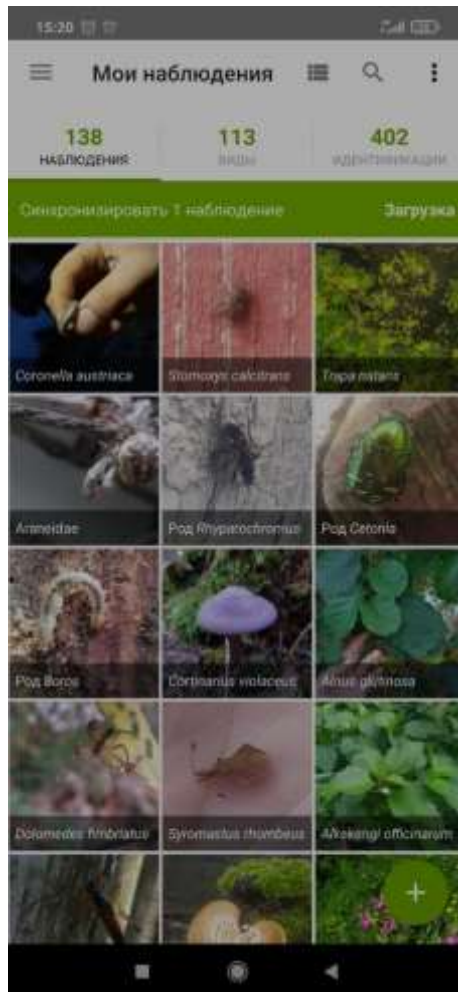 15:20
Мои наблюдения
138 113 402
НАБЛЮДЕНИЯ ВИДЫ ИДЕНТИФИКАЦИИ
Синхронизировать 1 наблюдение Загрузка
Coronella austriaca Stomoxys calcitrans Trapa natans
Araneidae Род Rhyparochromus Род Cetonia
Род Boros Cortinarius violaceus Alnus glutinosa
Dolomedes fimbriatus Syromastus rhombeus Alkekengi officinarum